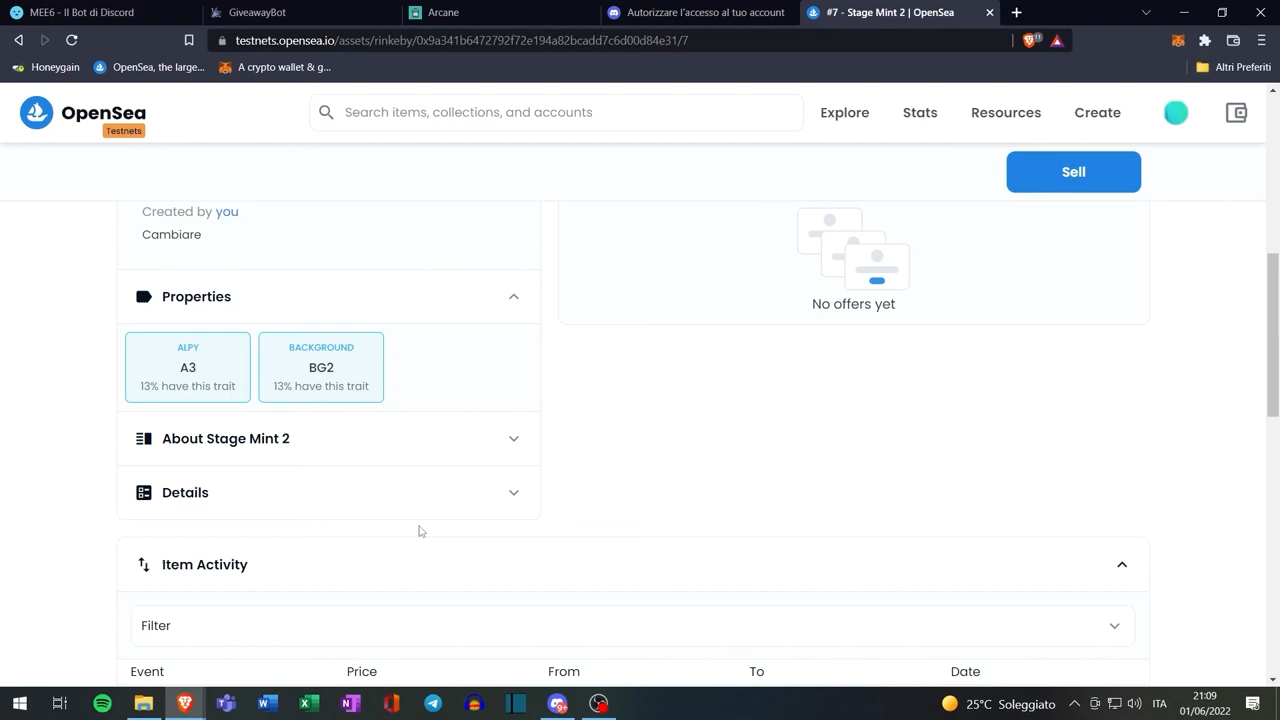 MEE6 - Il Bot di Discord
GiveawayBot
Arcane
Autorizzare l'accesso al tuo account
#7 - Stage Mint 2 | OpenSea
testnets.opensea.io/assets/rinkeby/0x9a341b6472792f72e194a82bcadd7c6d00d84e31/7
11
Honeygain
OpenSea, the large...
A crypto wallet & g...
Altri Preferiti
OpenSea
Testnets
Search items, collections, and accounts
Explore
Stats
Resources
Create
Sell
Created by you
Cambiare
No offers yet
Properties
ALPY
A3
13% have this trait
BACKGROUND
BG2
13% have this trait
About Stage Mint 2
Details
Item Activity
Filter
Event
Price
From
To
Date
25°C Soleggiato
ITA
21:09
01/06/2022